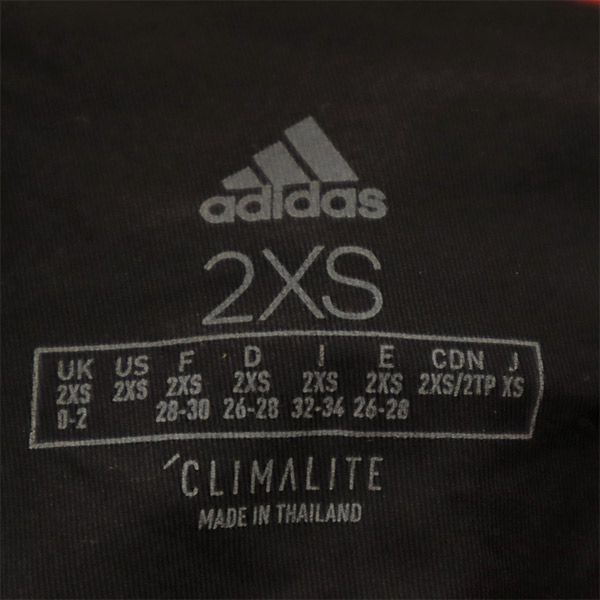 adidas
2XS
UK US F D I E CDN J
2XS 2XS 2XS 2XS 2XS 2XS 2XS/2TP XS
0-2 28-30 26-28 32-34 26-28
CLIMALITE
MADE IN THAILAND